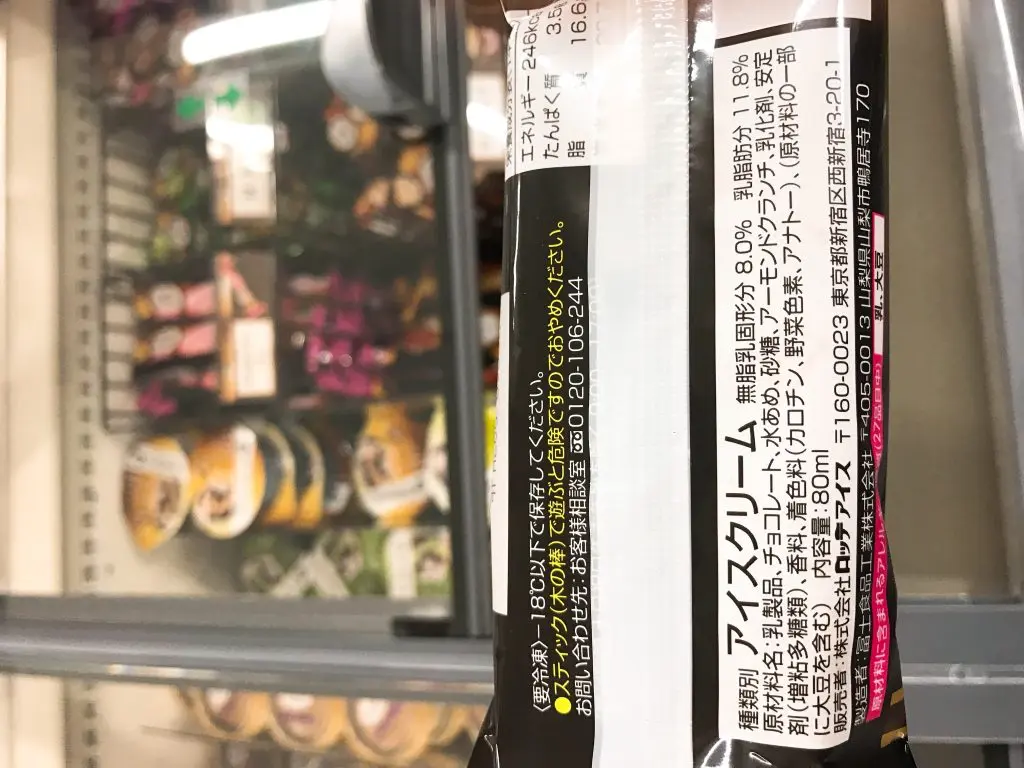 エネルギー 246kc
たんぱく質 3.5
脂 質 16.6
〈要冷凍〉−18℃以下で保存してください。
●スティック(木の棒)で遊ぶと危険ですのでおやめください。
お問い合わせ先:お客様相談室 0120-106-244
種類別 アイスクリーム 無脂乳固形分 8.0% 乳脂肪分 11.8%
原材料名:乳製品、チョコレート、水あめ、砂糖、アーモンドクランチ、乳化剤、安定
剤(増粘多糖類)、香料、着色料(カロチン、野菜色素、アナトー)、(原材料の一部
に大豆を含む) 内容量:80ml
販売者:株式会社ロッテアイス 〒160-0023 東京都新宿区西新宿3-20-1
製造者:富士食品工業株式会社 〒405-0013 山梨県山梨市鴨居寺170
原材料に含まれるアレルゲン(27品目中) 乳、大豆